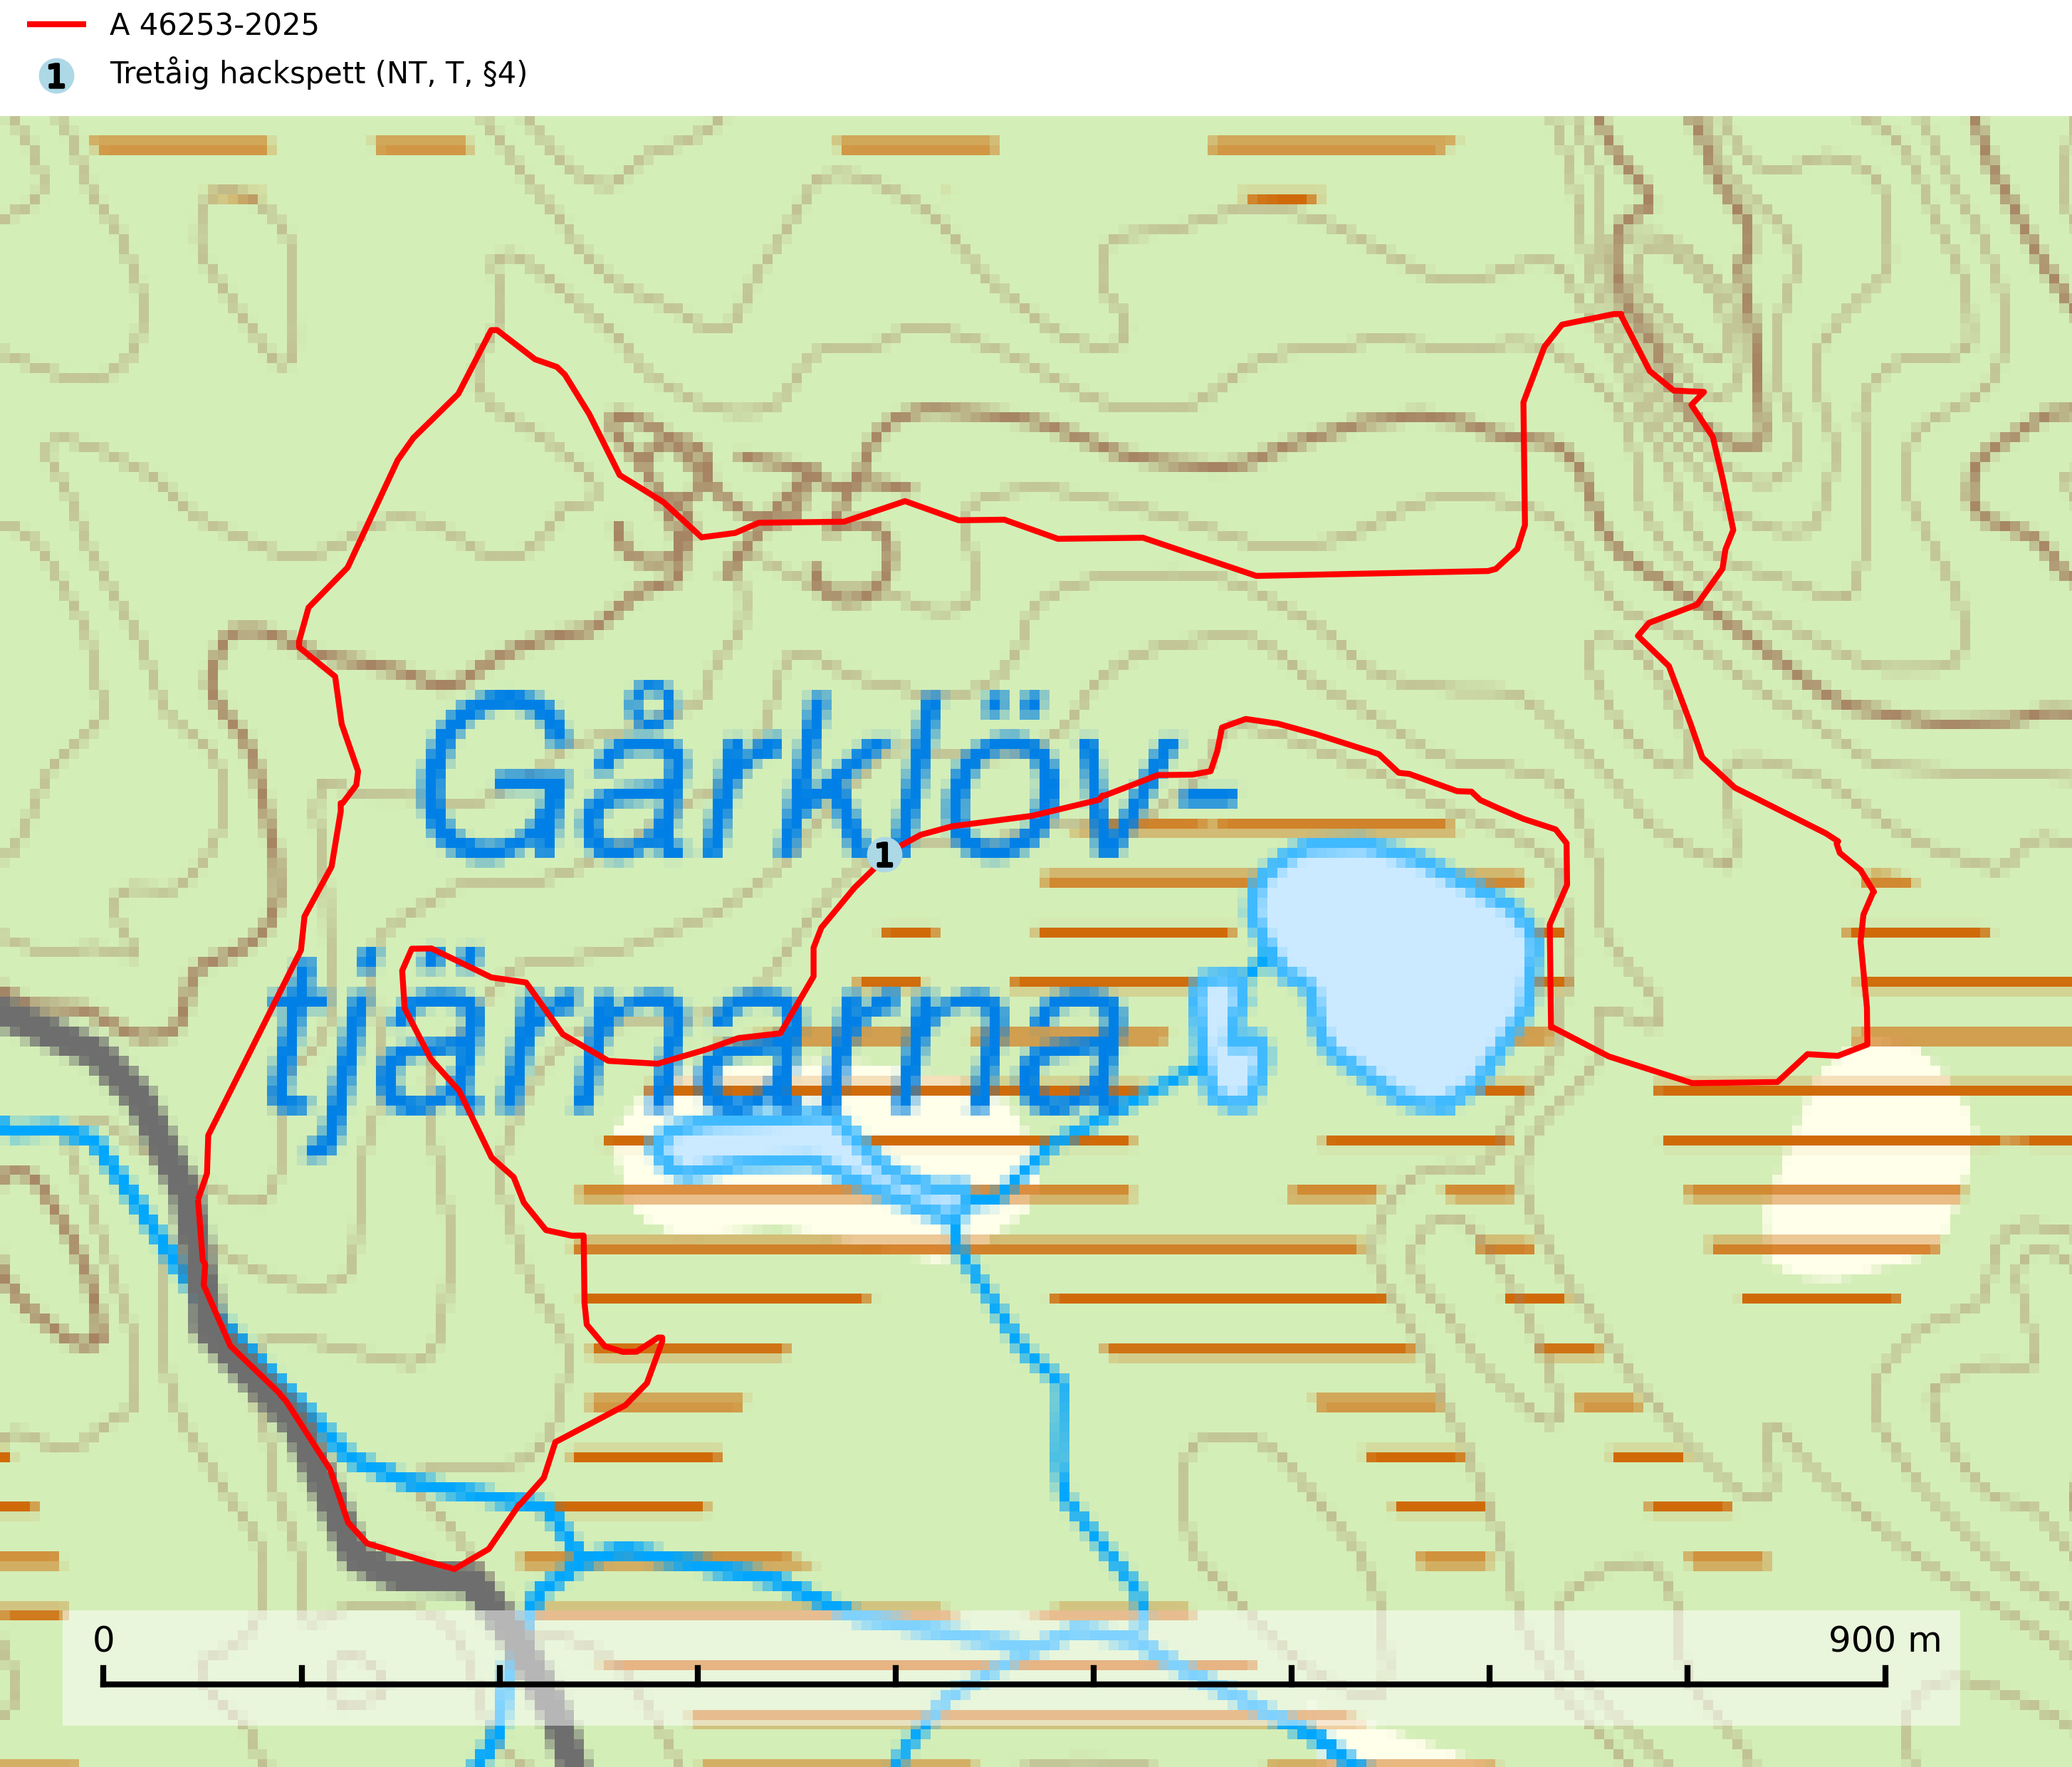 A 46253-2025
1 Tretåig hackspett (NT, T, §4)
Gårklöv-
1
tjärnarna
0 900 m